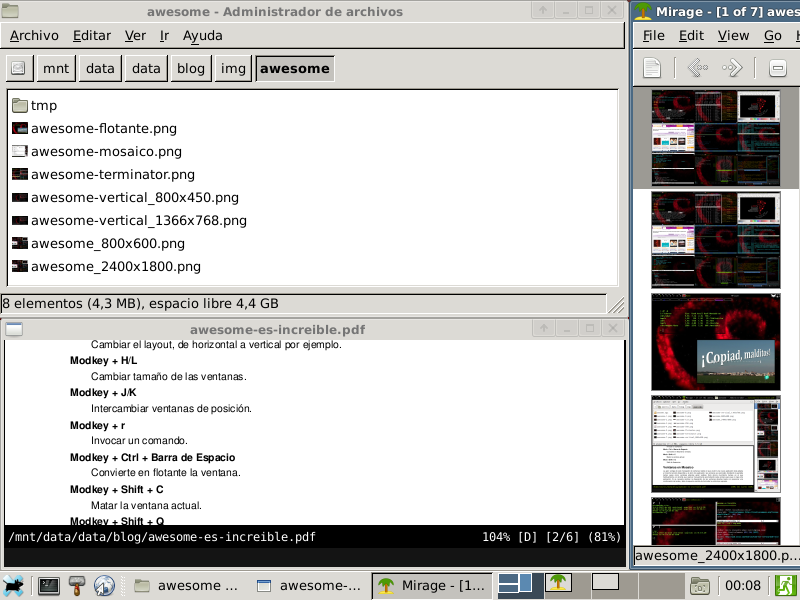 awesome - Administrador de archivos
Archivo Editar Ver Ir Ayuda
mnt data data blog img awesome
tmp
awesome-flotante.png
awesome-mosaico.png
awesome-terminator.png
awesome-vertical_800x450.png
awesome-vertical_1366x768.png
awesome_800x600.png
awesome_2400x1800.png
8 elementos (4,3 MB), espacio libre 4,4 GB
awesome-es-increible.pdf
Cambiar el layout, de horizontal a vertical por ejemplo.
Modkey + H/L
Cambiar tamaño de las ventanas.
Modkey + J/K
Intercambiar ventanas de posición.
Modkey + r
Invocar un comando.
Modkey + Ctrl + Barra de Espacio
Convierte en flotante la ventana.
Modkey + Shift + C
Matar la ventana actual.
Modkey + Shift + Q
/mnt/data/data/blog/awesome-es-increible.pdf 104% [D] [2/6] (81%)
Mirage - [1 of 7] awes
File Edit View Go H
¡Copiad, malditos!
awesome_2400x1800.p...
awesome ... awesome-... Mirage - [1... 00:08